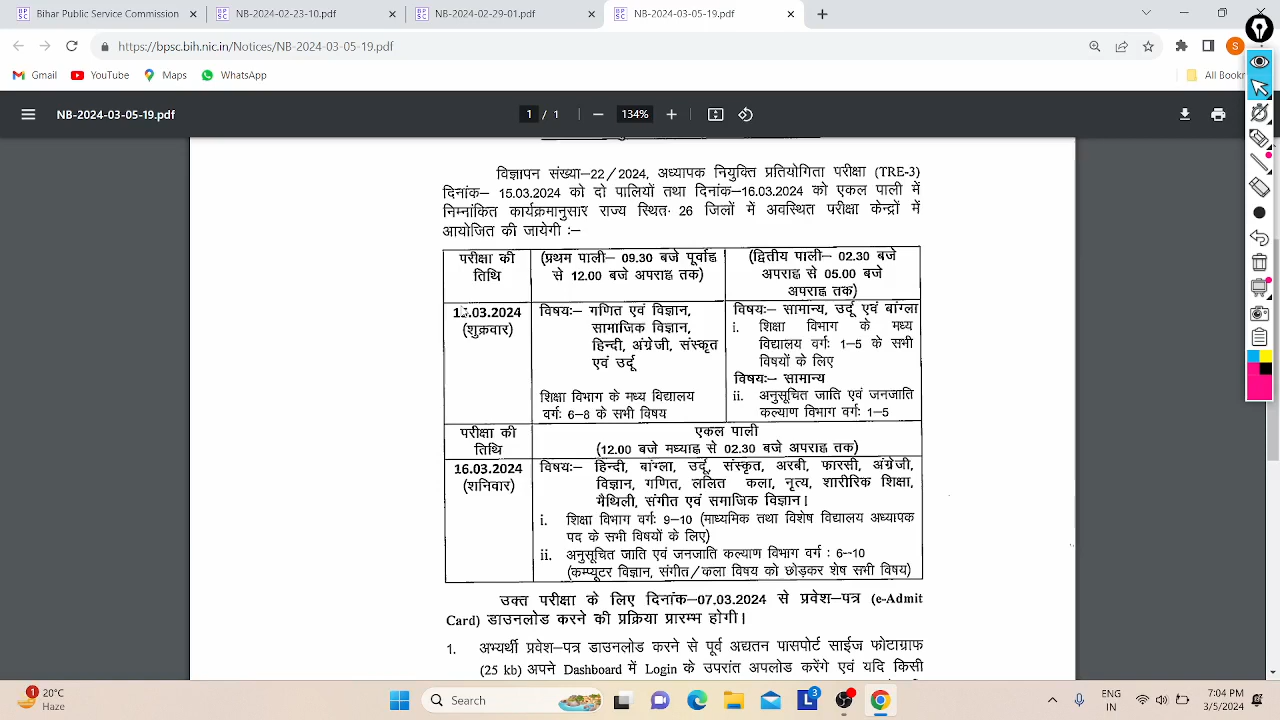 Bihar Public Service Commission
NB-2024-02-23-10.pdf
NB-2024-02-29-01.pdf
NB-2024-03-05-19.pdf
https://bpsc.bih.nic.in/Notices/NB-2024-03-05-19.pdf
S
Gmail
YouTube
Maps
WhatsApp
All Bookr
NB-2024-03-05-19.pdf
1 / 1
134%
विज्ञापन संख्या–22/2024, अध्यापक नियुक्ति प्रतियोगिता परीक्षा (TRE-3)
दिनांक– 15.03.2024 को दो पालियों तथा दिनांक–16.03.2024 को एकल पाली में
निम्नांकित कार्यक्रमानुसार राज्य स्थित 26 जिलों में अवस्थित परीक्षा केन्द्रों में
आयोजित की जायेगी :–
परीक्षा की
तिथि
(प्रथम पाली– 09.30 बजे पूर्वाह्न
से 12.00 बजे अपराह्न तक)
(द्वितीय पाली– 02.30 बजे
अपराह्न से 05.00 बजे
अपराह्न तक)
15.03.2024
(शुक्रवार)
विषयः– गणित एवं विज्ञान,
सामाजिक विज्ञान,
हिन्दी, अंग्रेजी, संस्कृत
एवं उर्दू
शिक्षा विभाग के मध्य विद्यालय
वर्गः 6–8 के सभी विषय
विषयः– सामान्य, उर्दू एवं बांग्ला
i. शिक्षा विभाग के मध्य
विद्यालय वर्गः 1–5 के सभी
विषयों के लिए
विषयः– सामान्य
ii. अनुसूचित जाति एवं जनजाति
कल्याण विभाग वर्गः 1–5
परीक्षा की
तिथि
एकल पाली
(12.00 बजे मध्याह्न से 02.30 बजे अपराह्न तक)
16.03.2024
(शनिवार)
विषयः– हिन्दी, बांग्ला, उर्दू, संस्कृत, अरबी, फारसी, अंग्रेजी,
विज्ञान, गणित, ललित कला, नृत्य, शारीरिक शिक्षा,
मैथिली, संगीत एवं समाजिक विज्ञान।
i. शिक्षा विभाग वर्गः 9–10 (माध्यमिक तथा विशेष विद्यालय अध्यापक
पद के सभी विषयों के लिए)
ii. अनुसूचित जाति एवं जनजाति कल्याण विभाग वर्ग : 6–10
(कम्प्यूटर विज्ञान, संगीत/कला विषय को छोड़कर शेष सभी विषय)
उक्त परीक्षा के लिए दिनांक–07.03.2024 से प्रवेश–पत्र (e-Admit
Card) डाउनलोड करने की प्रक्रिया प्रारम्भ होगी।
1. अभ्यर्थी प्रवेश–पत्र डाउनलोड करने से पूर्व अद्यतन पासपोर्ट साईज फोटोग्राफ
(25 kb) अपने Dashboard में Login के उपरांत अपलोड करेंगे एवं यदि किसी
1
20°C
Haze
Search
3
ENG
IN
7:04 PM
3/5/2024